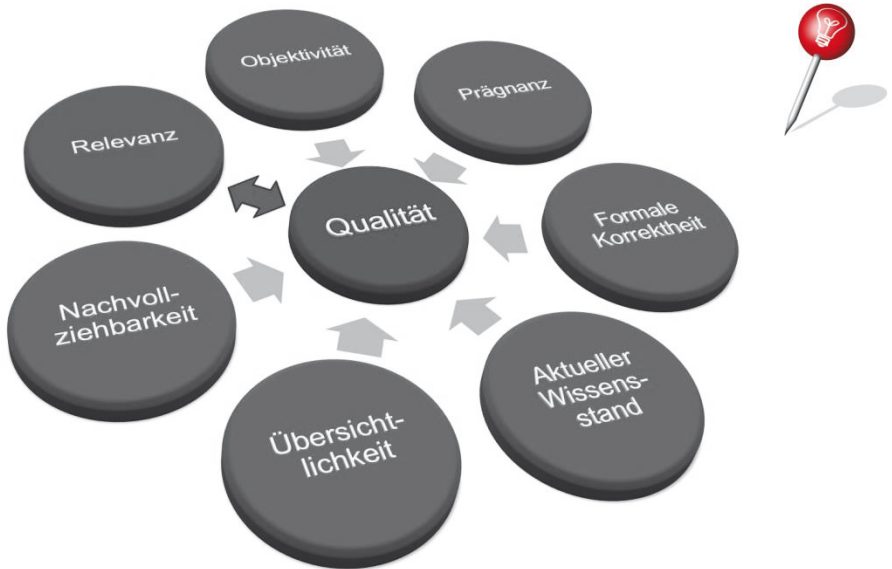 Objektivität
Prägnanz
Relevanz
Qualität
Formale
Korrektheit
Nachvoll-
ziehbarkeit
Aktueller
Wissens-
stand
Übersicht-
lichkeit